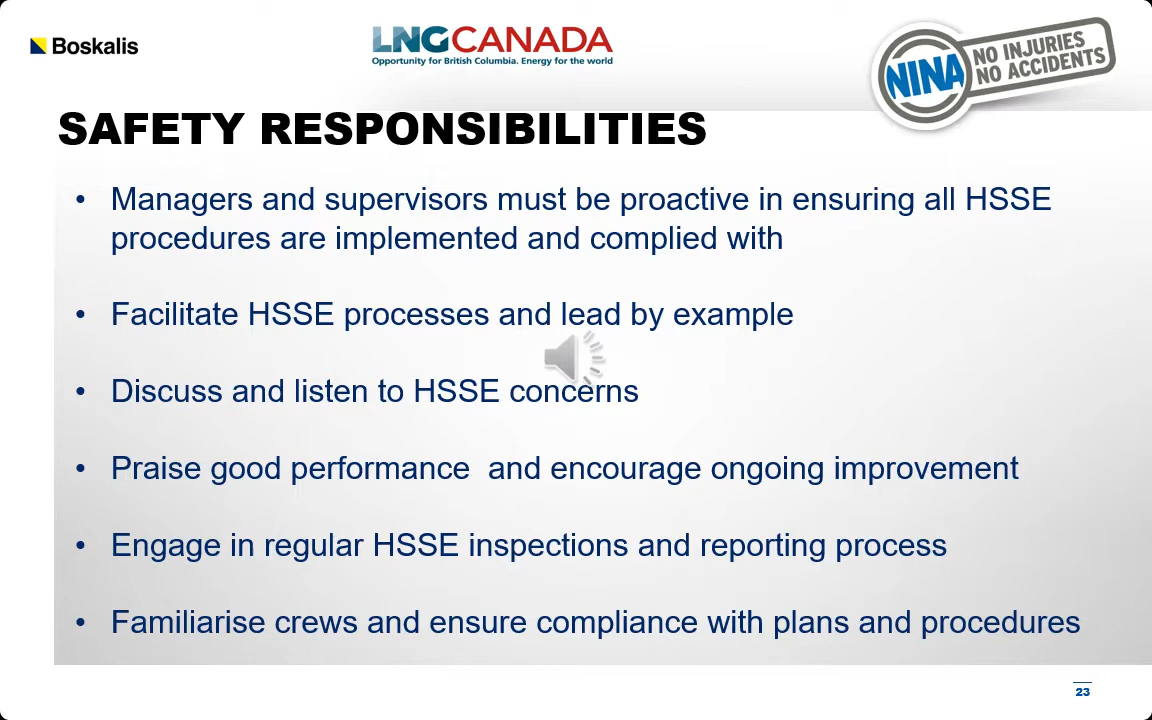 Boskalis
LNGCANADA
Opportunity for British Columbia. Energy for the world
NINA
NO INJURIES
NO ACCIDENTS
SAFETY RESPONSIBILITIES
• Managers and supervisors must be proactive in ensuring all HSSE
procedures are implemented and complied with
• Facilitate HSSE processes and lead by example
• Discuss and listen to HSSE concerns
• Praise good performance  and encourage ongoing improvement
• Engage in regular HSSE inspections and reporting process
• Familiarise crews and ensure compliance with plans and procedures
23